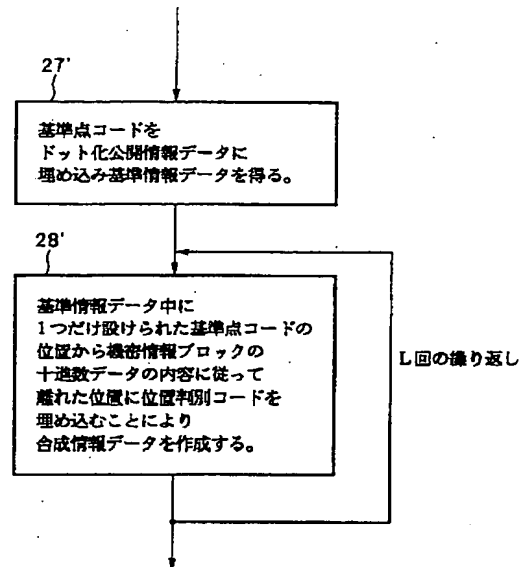 27'
基準点コードを
ドット化公開情報データに
埋め込み基準情報データを得る。
28'
基準情報データ中に
1つだけ設けられた基準点コードの
位置から機密情報ブロックの
十進数データの内容に従って
離れた位置に位置判別コードを
埋め込むことにより
合成情報データを作成する。
L回の繰り返し